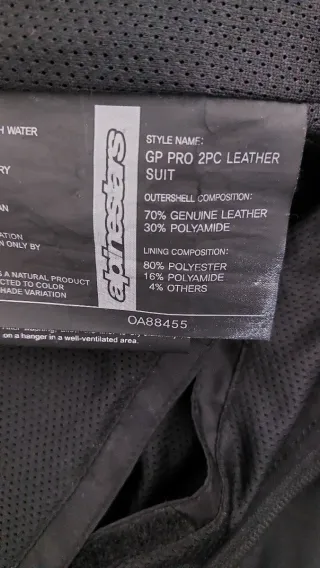 H WATER
RY
AN
ATION
N ONLY BY
S A NATURAL PRODUCT
CTED TO COLOR
HADE VARIATION
alpinestars
STYLE NAME:
GP PRO 2PC LEATHER
SUIT
OUTERSHELL COMPOSITION:
70% GENUINE LEATHER
30% POLYAMIDE
LINING COMPOSITION:
80% POLYESTER
16% POLYAMIDE
4% OTHERS
OA88455
on a hanger in a well-ventilated area.